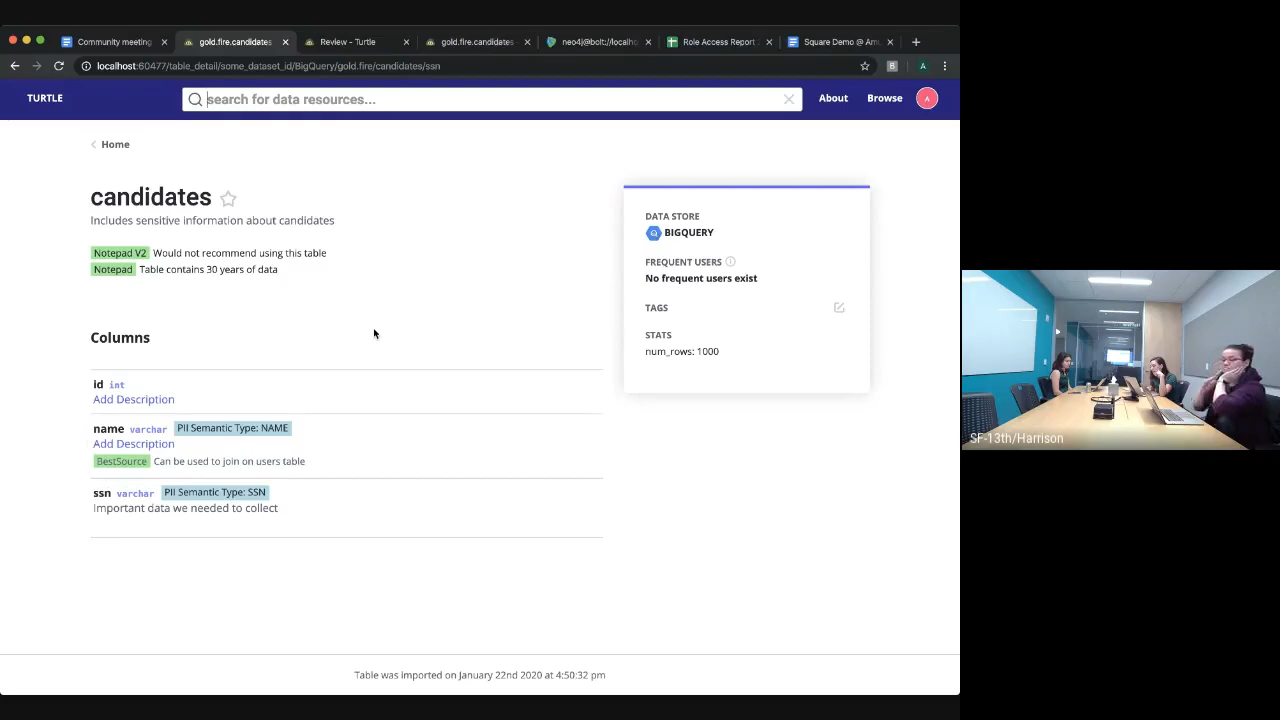 Community meeting
gold.fire.candidates
Review - Turtle
gold.fire.candidates
neo4j@bolt://localho
Role Access Report
Square Demo @ Am
localhost:60477/table_detail/some_dataset_id/BigQuery/gold.fire/candidates/ssn
B
A
TURTLE
search for data resources...
About
Browse
A
Home
candidates
Includes sensitive information about candidates
Notepad V2 Would not recommend using this table
Notepad Table contains 30 years of data
Columns
id int
Add Description
name varchar PII Semantic Type: NAME
Add Description
BestSource Can be used to join on users table
ssn varchar PII Semantic Type: SSN
Important data we needed to collect
DATA STORE
BIGQUERY
FREQUENT USERS
No frequent users exist
TAGS
STATS
num_rows: 1000
Table was imported on January 22nd 2020 at 4:50:32 pm
SF-13th/Harrison